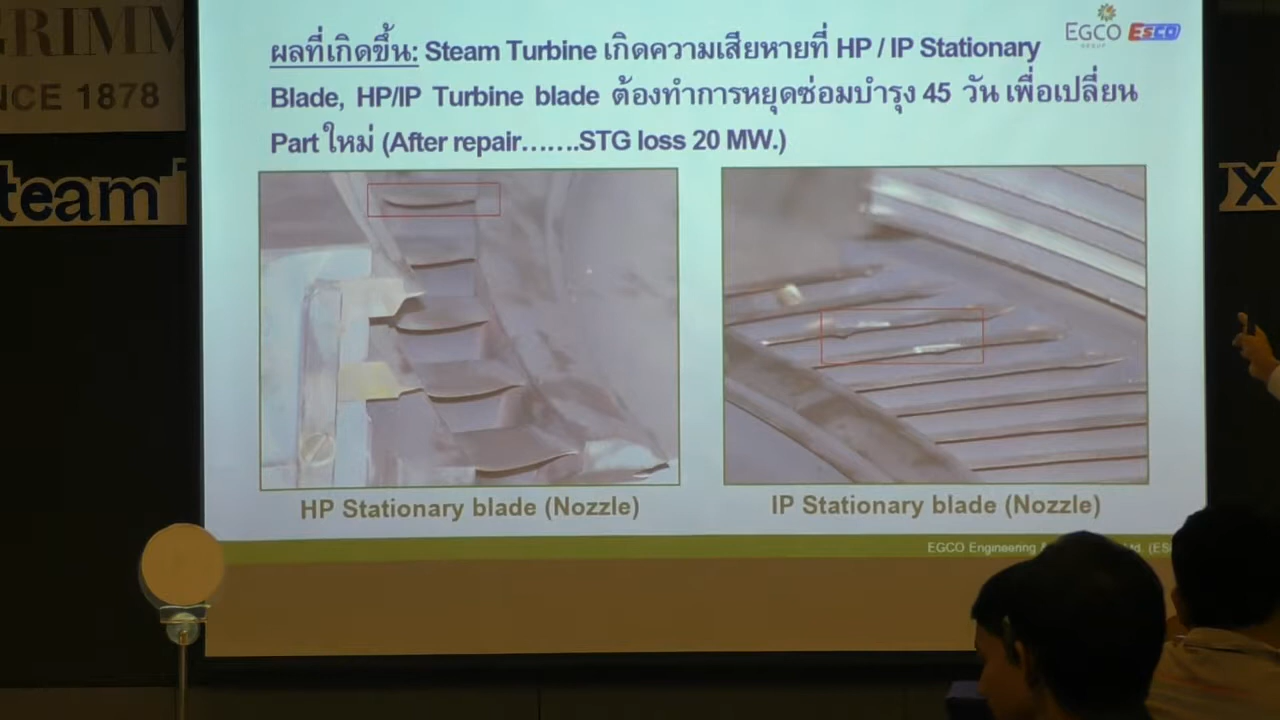 SINCE 1878
team
EGCO
GROUP
ESCO
ผลที่เกิดขึ้น: Steam Turbine เกิดความเสียหายที่ HP / IP Stationary
Blade, HP/IP Turbine blade ต้องทำการหยุดซ่อมบำรุง 45 วัน เพื่อเปลี่ยน
Part ใหม่ (After repair…….STG loss 20 MW.)
HP Stationary blade (Nozzle)
IP Stationary blade (Nozzle)
EGCO Engineering &